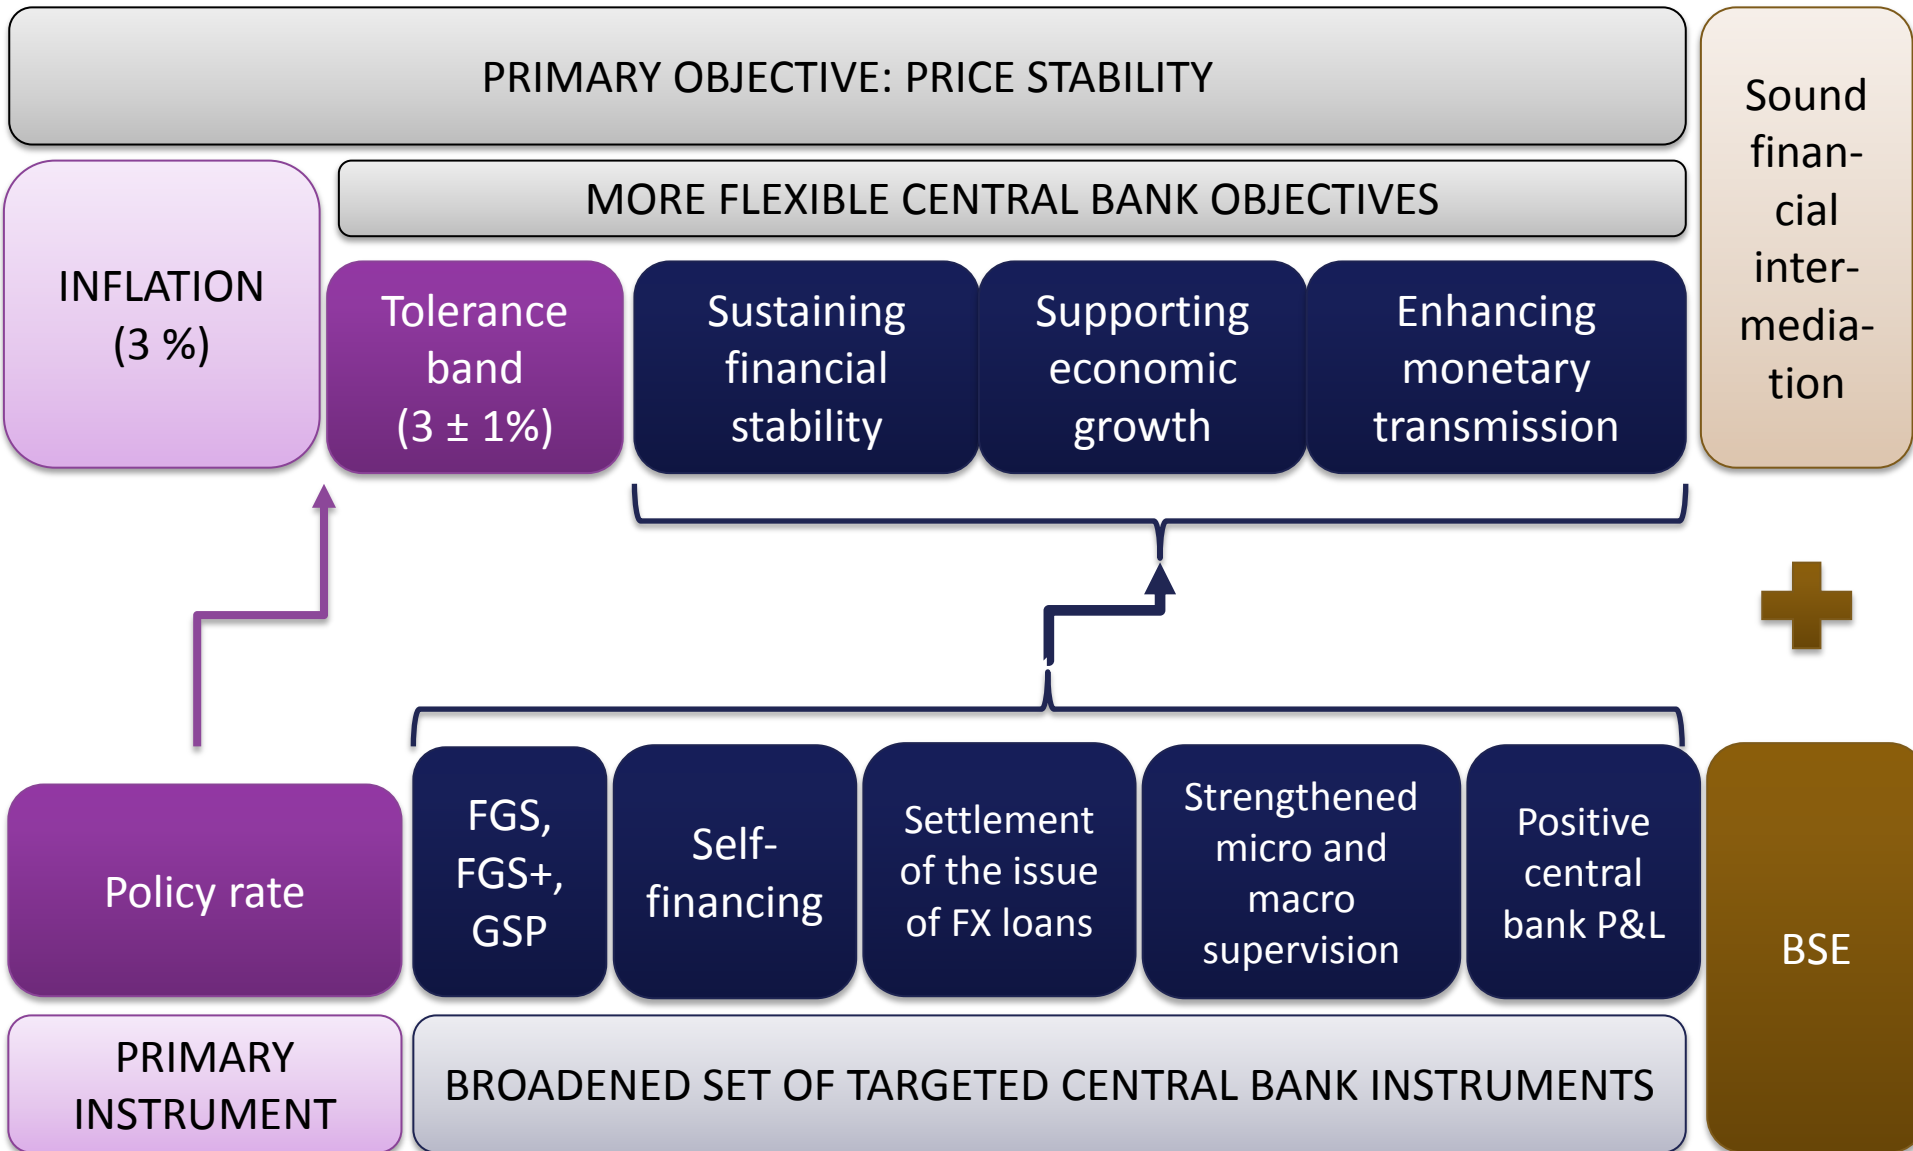 PRIMARY OBJECTIVE: PRICE STABILITY
Sound
finan-
cial
inter-
media-
tion
MORE FLEXIBLE CENTRAL BANK OBJECTIVES
INFLATION
(3 %)
Tolerance
band
(3 ± 1%)
Sustaining
financial
stability
Supporting
economic
growth
Enhancing
monetary
transmission
Policy rate
FGS,
FGS+,
GSP
Self-
financing
Settlement
of the issue
of FX loans
Strengthened
micro and
macro
supervision
Positive
central
bank P&L
BSE
PRIMARY
INSTRUMENT
BROADENED SET OF TARGETED CENTRAL BANK INSTRUMENTS